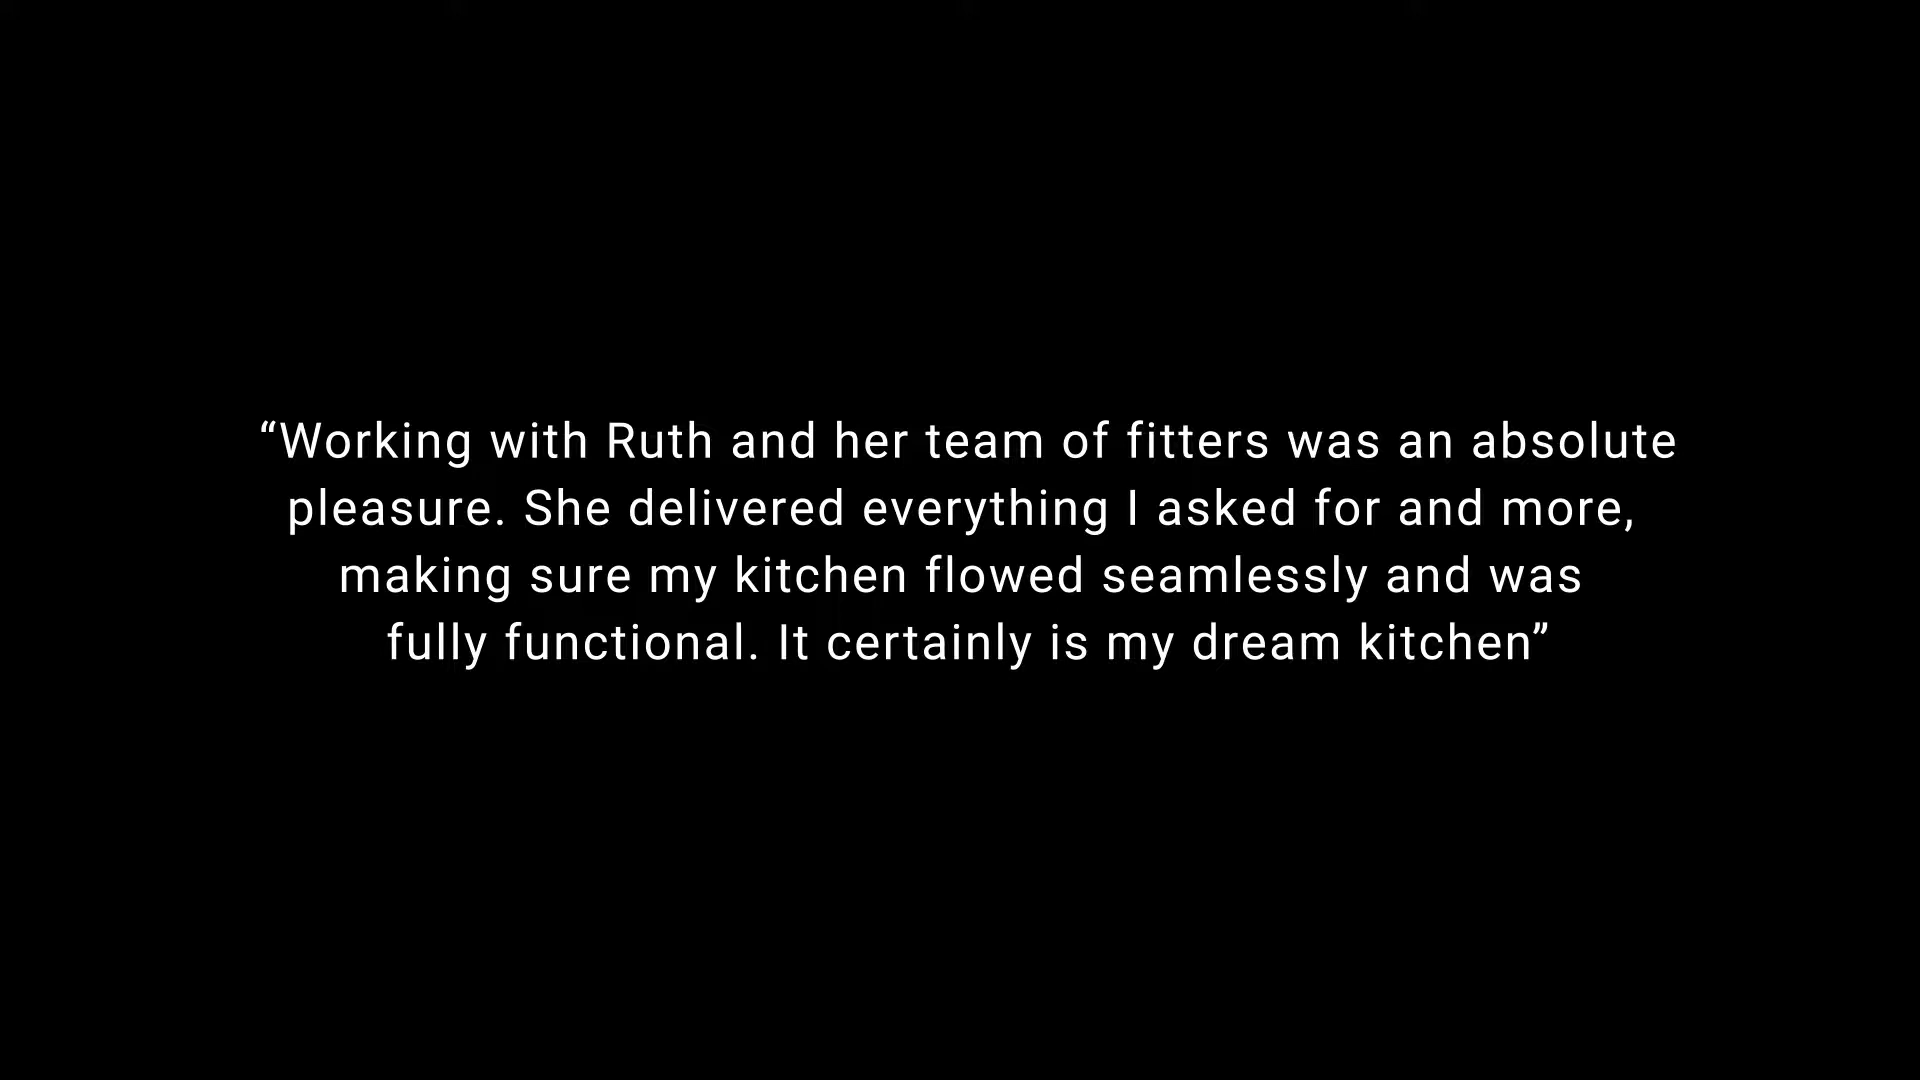 “Working with Ruth and her team of fitters was an absolute
pleasure. She delivered everything I asked for and more,
making sure my kitchen flowed seamlessly and was
fully functional. It certainly is my dream kitchen”